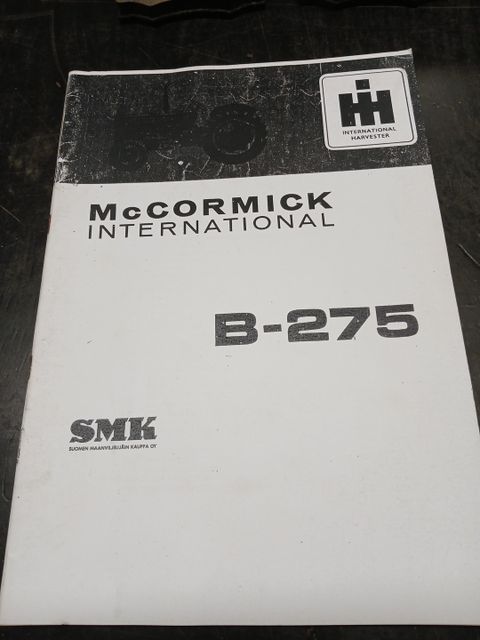 INTERNATIONAL
HARVESTER
McCORMICK
INTERNATIONAL
B-275
SMK
SUOMEN MAANVILJELIJÄIN KAUPPA OY